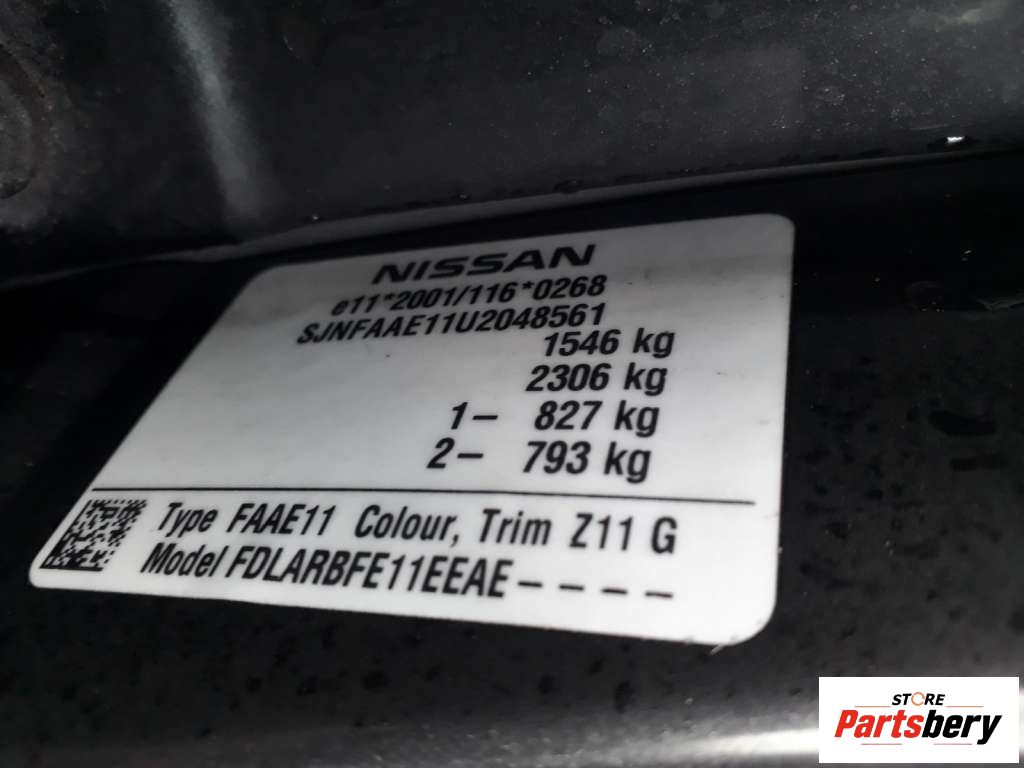 NISSAN
e11*2001/116*0268
SJNFAAE11U2048561
1546 kg
2306 kg
1– 827 kg
2– 793 kg
Type FAAE11 Colour, Trim Z11 G
Model FDLARBFE11EEAE– – – –
STORE
Partsbery